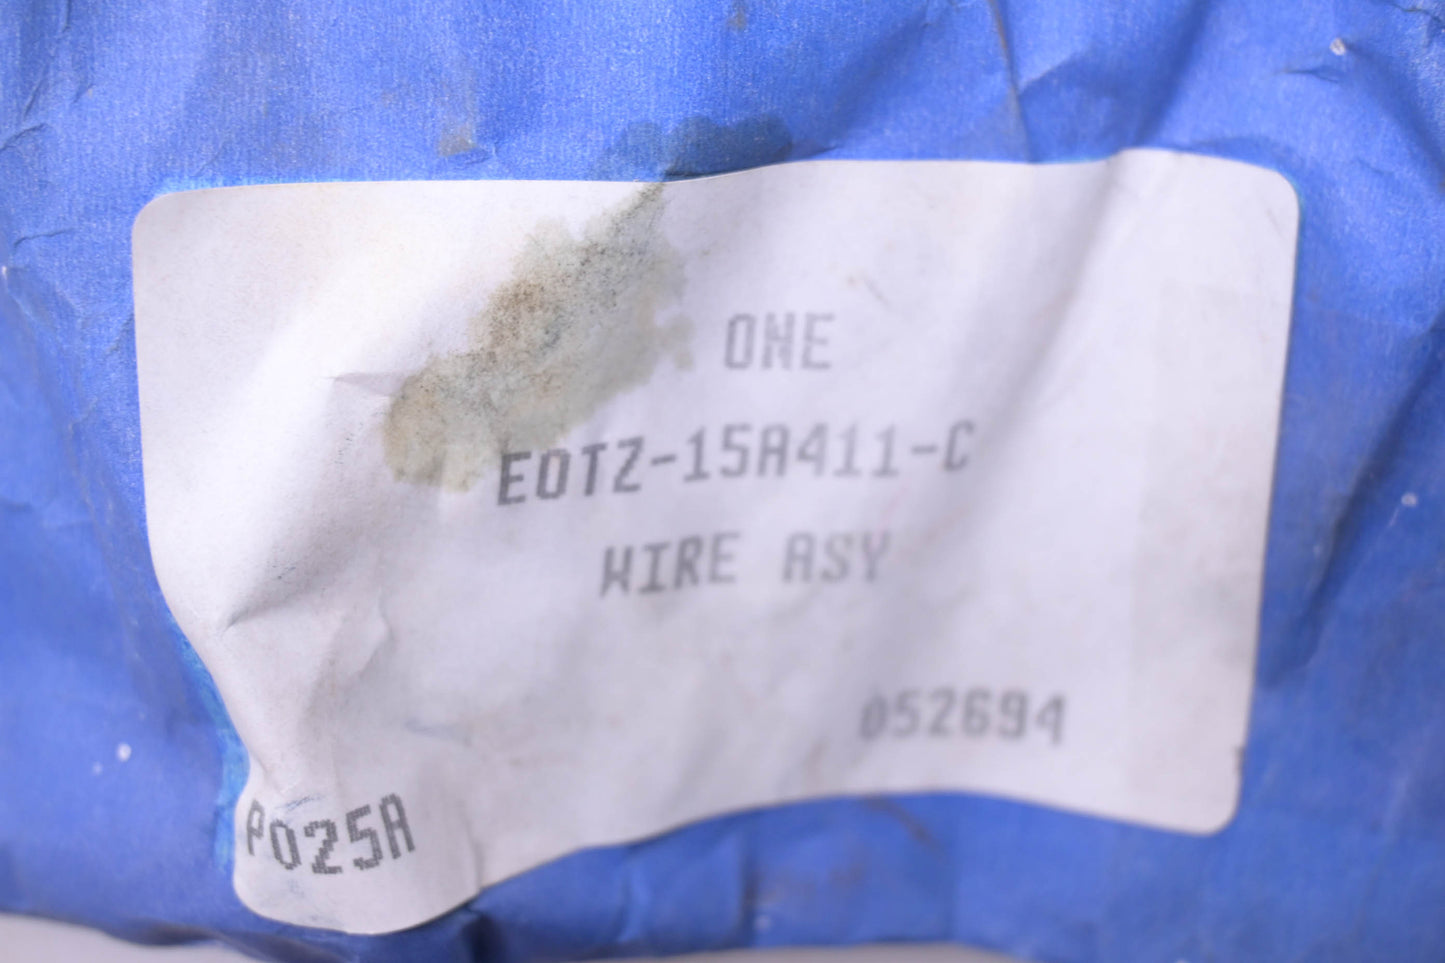 ONE
E0TZ-15A411-C
WIRE ASY
052694
P025A